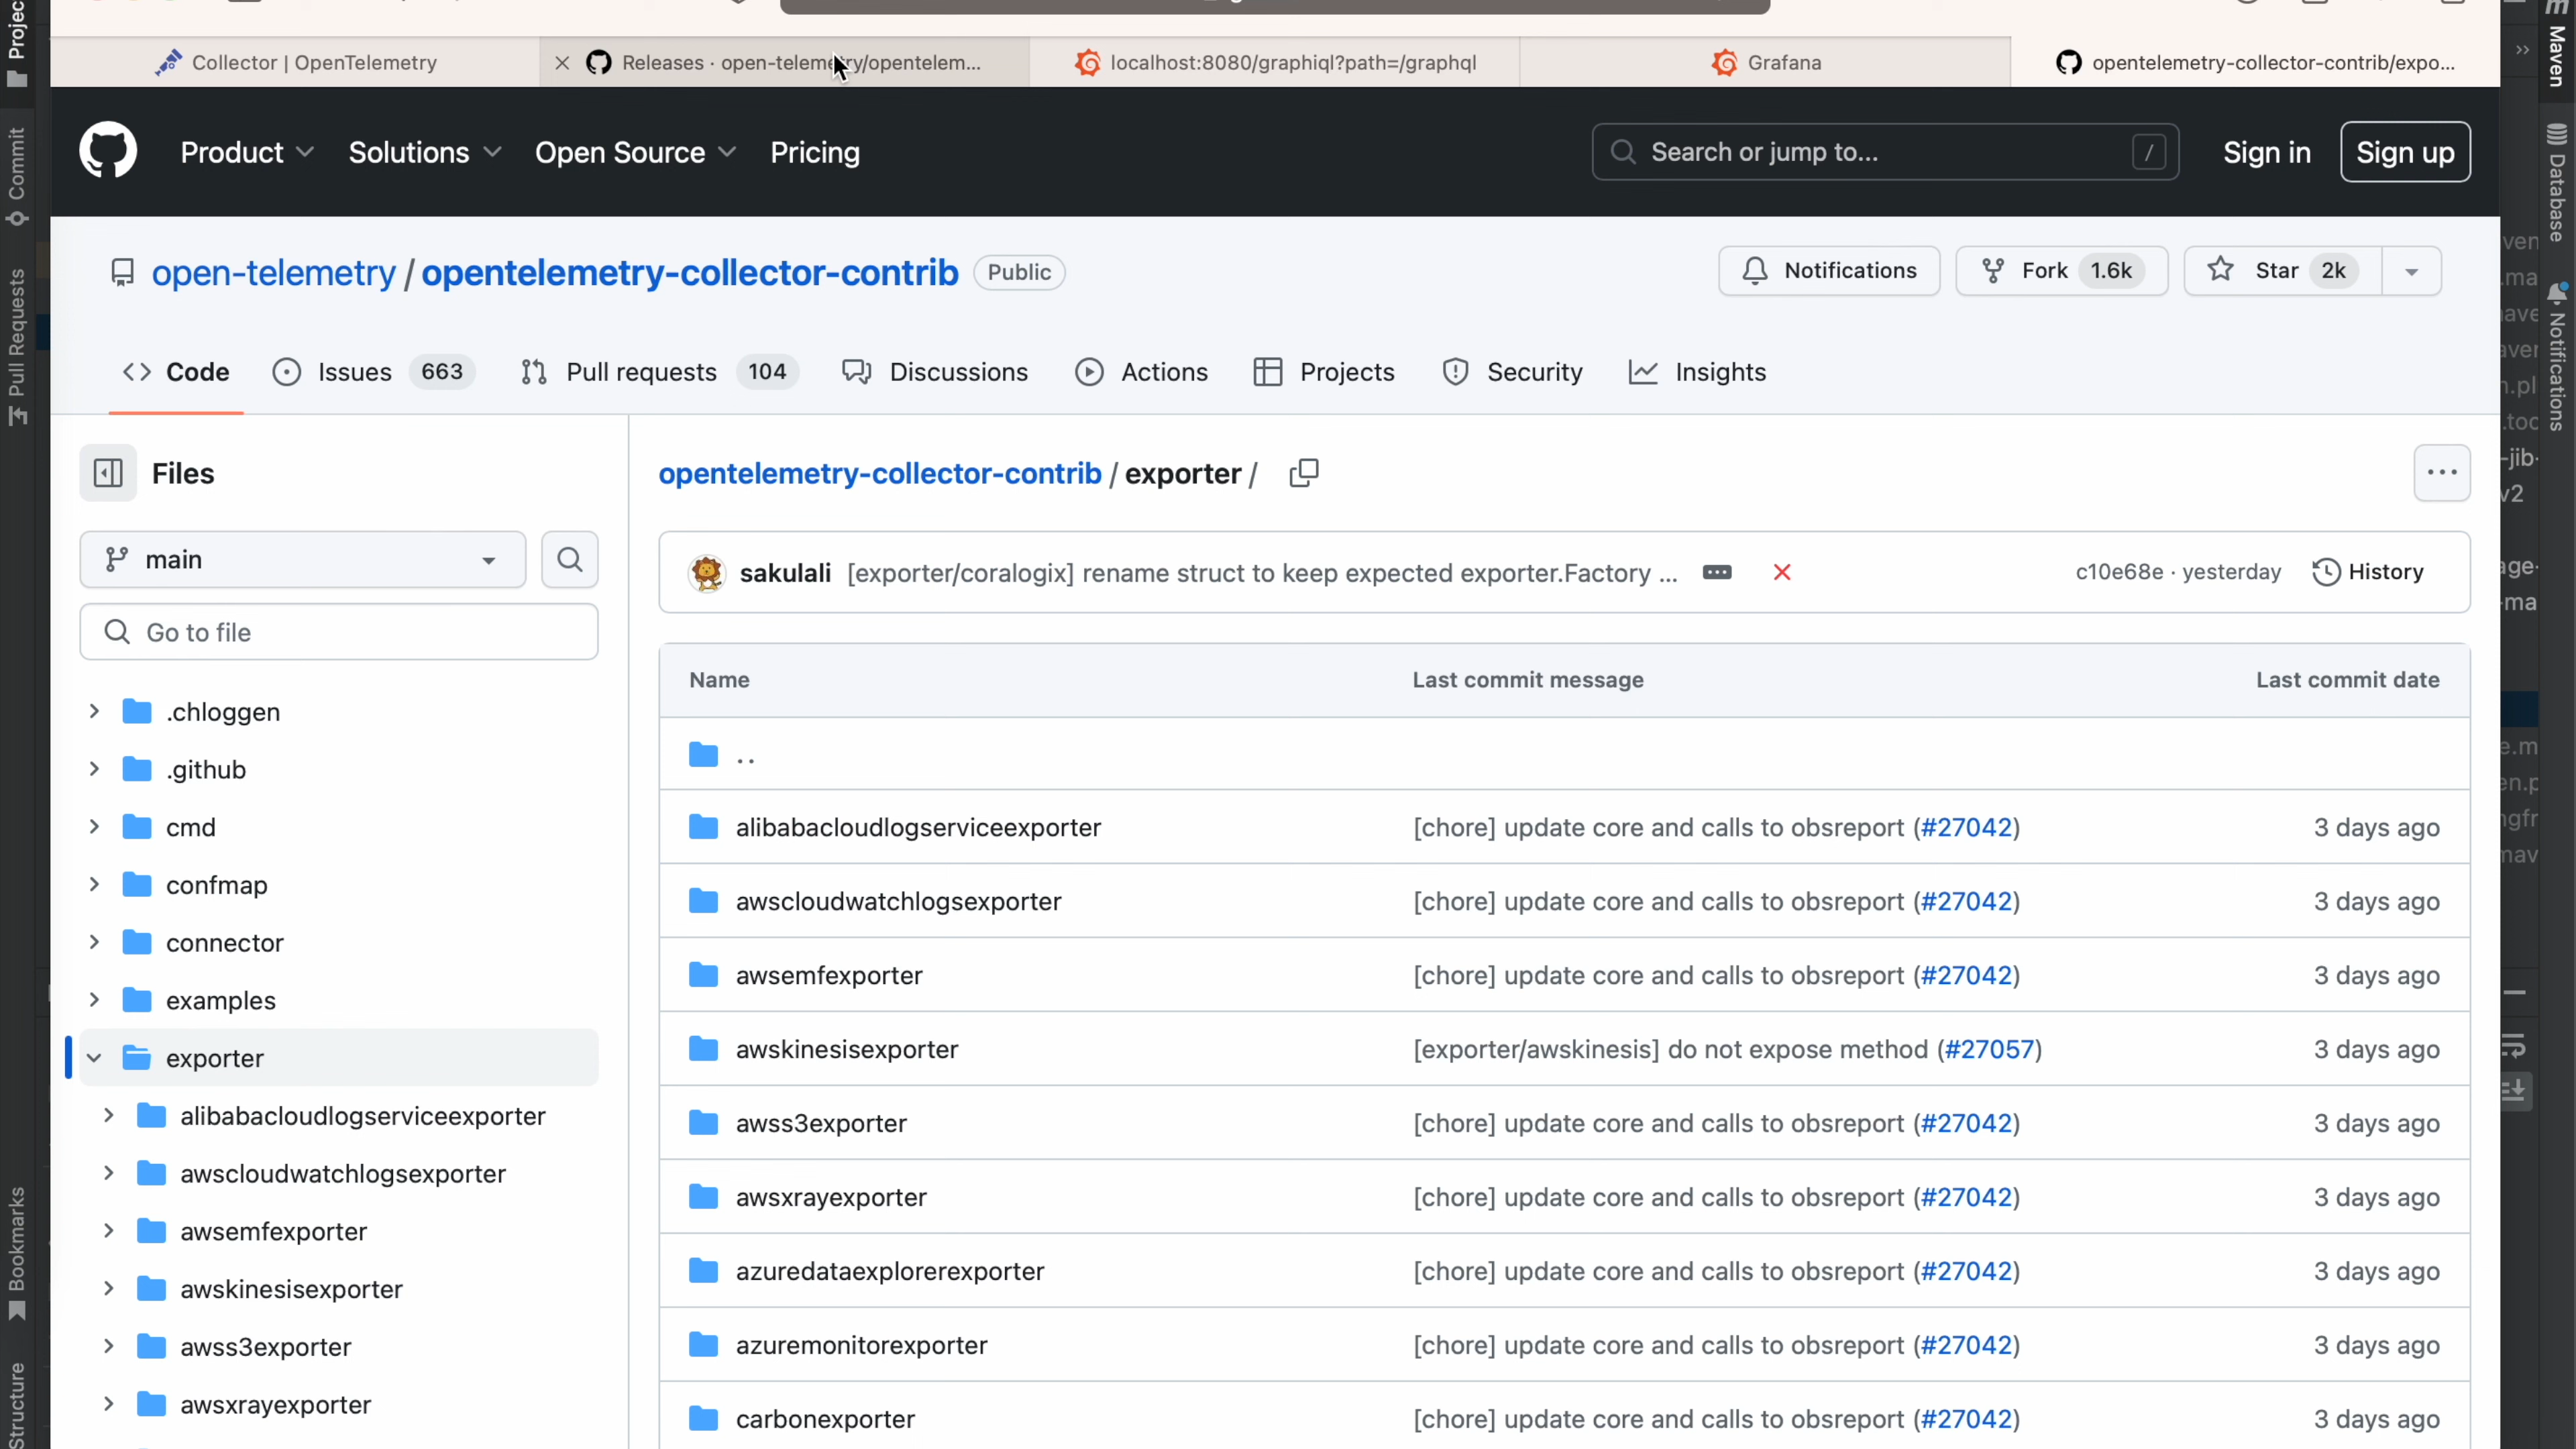 Collector | OpenTelemetry
Releases · open-teleme y/opentelem...
localhost:8080/graphiql?path=/graphql
Grafana
opentelemetry-collector-contrib/expo...
Product
Solutions
Open Source
Pricing
Search or jump to...
/
Sign in
Sign up
open-telemetry / opentelemetry-collector-contrib
Public
Notifications
Fork 1.6k
Star 2k
Code
Issues 663
Pull requests 104
Discussions
Actions
Projects
Security
Insights
Files
main
Go to file
.chloggen
.github
cmd
confmap
connector
examples
exporter
alibabacloudlogserviceexporter
awscloudwatchlogsexporter
awsemfexporter
awskinesisexporter
awss3exporter
awsxrayexporter
opentelemetry-collector-contrib / exporter /
sakulali [exporter/coralogix] rename struct to keep expected exporter.Factory ...
c10e68e · yesterday
History
Name Last commit message Last commit date
..
alibabacloudlogserviceexporter [chore] update core and calls to obsreport (#27042) 3 days ago
awscloudwatchlogsexporter [chore] update core and calls to obsreport (#27042) 3 days ago
awsemfexporter [chore] update core and calls to obsreport (#27042) 3 days ago
awskinesisexporter [exporter/awskinesis] do not expose method (#27057) 3 days ago
awss3exporter [chore] update core and calls to obsreport (#27042) 3 days ago
awsxrayexporter [chore] update core and calls to obsreport (#27042) 3 days ago
azuredataexplorerexporter [chore] update core and calls to obsreport (#27042) 3 days ago
azuremonitorexporter [chore] update core and calls to obsreport (#27042) 3 days ago
carbonexporter [chore] update core and calls to obsreport (#27042) 3 days ago
Projec
Commit
Pull Requests
Bookmarks
Structure
Maven
Database
Notifications